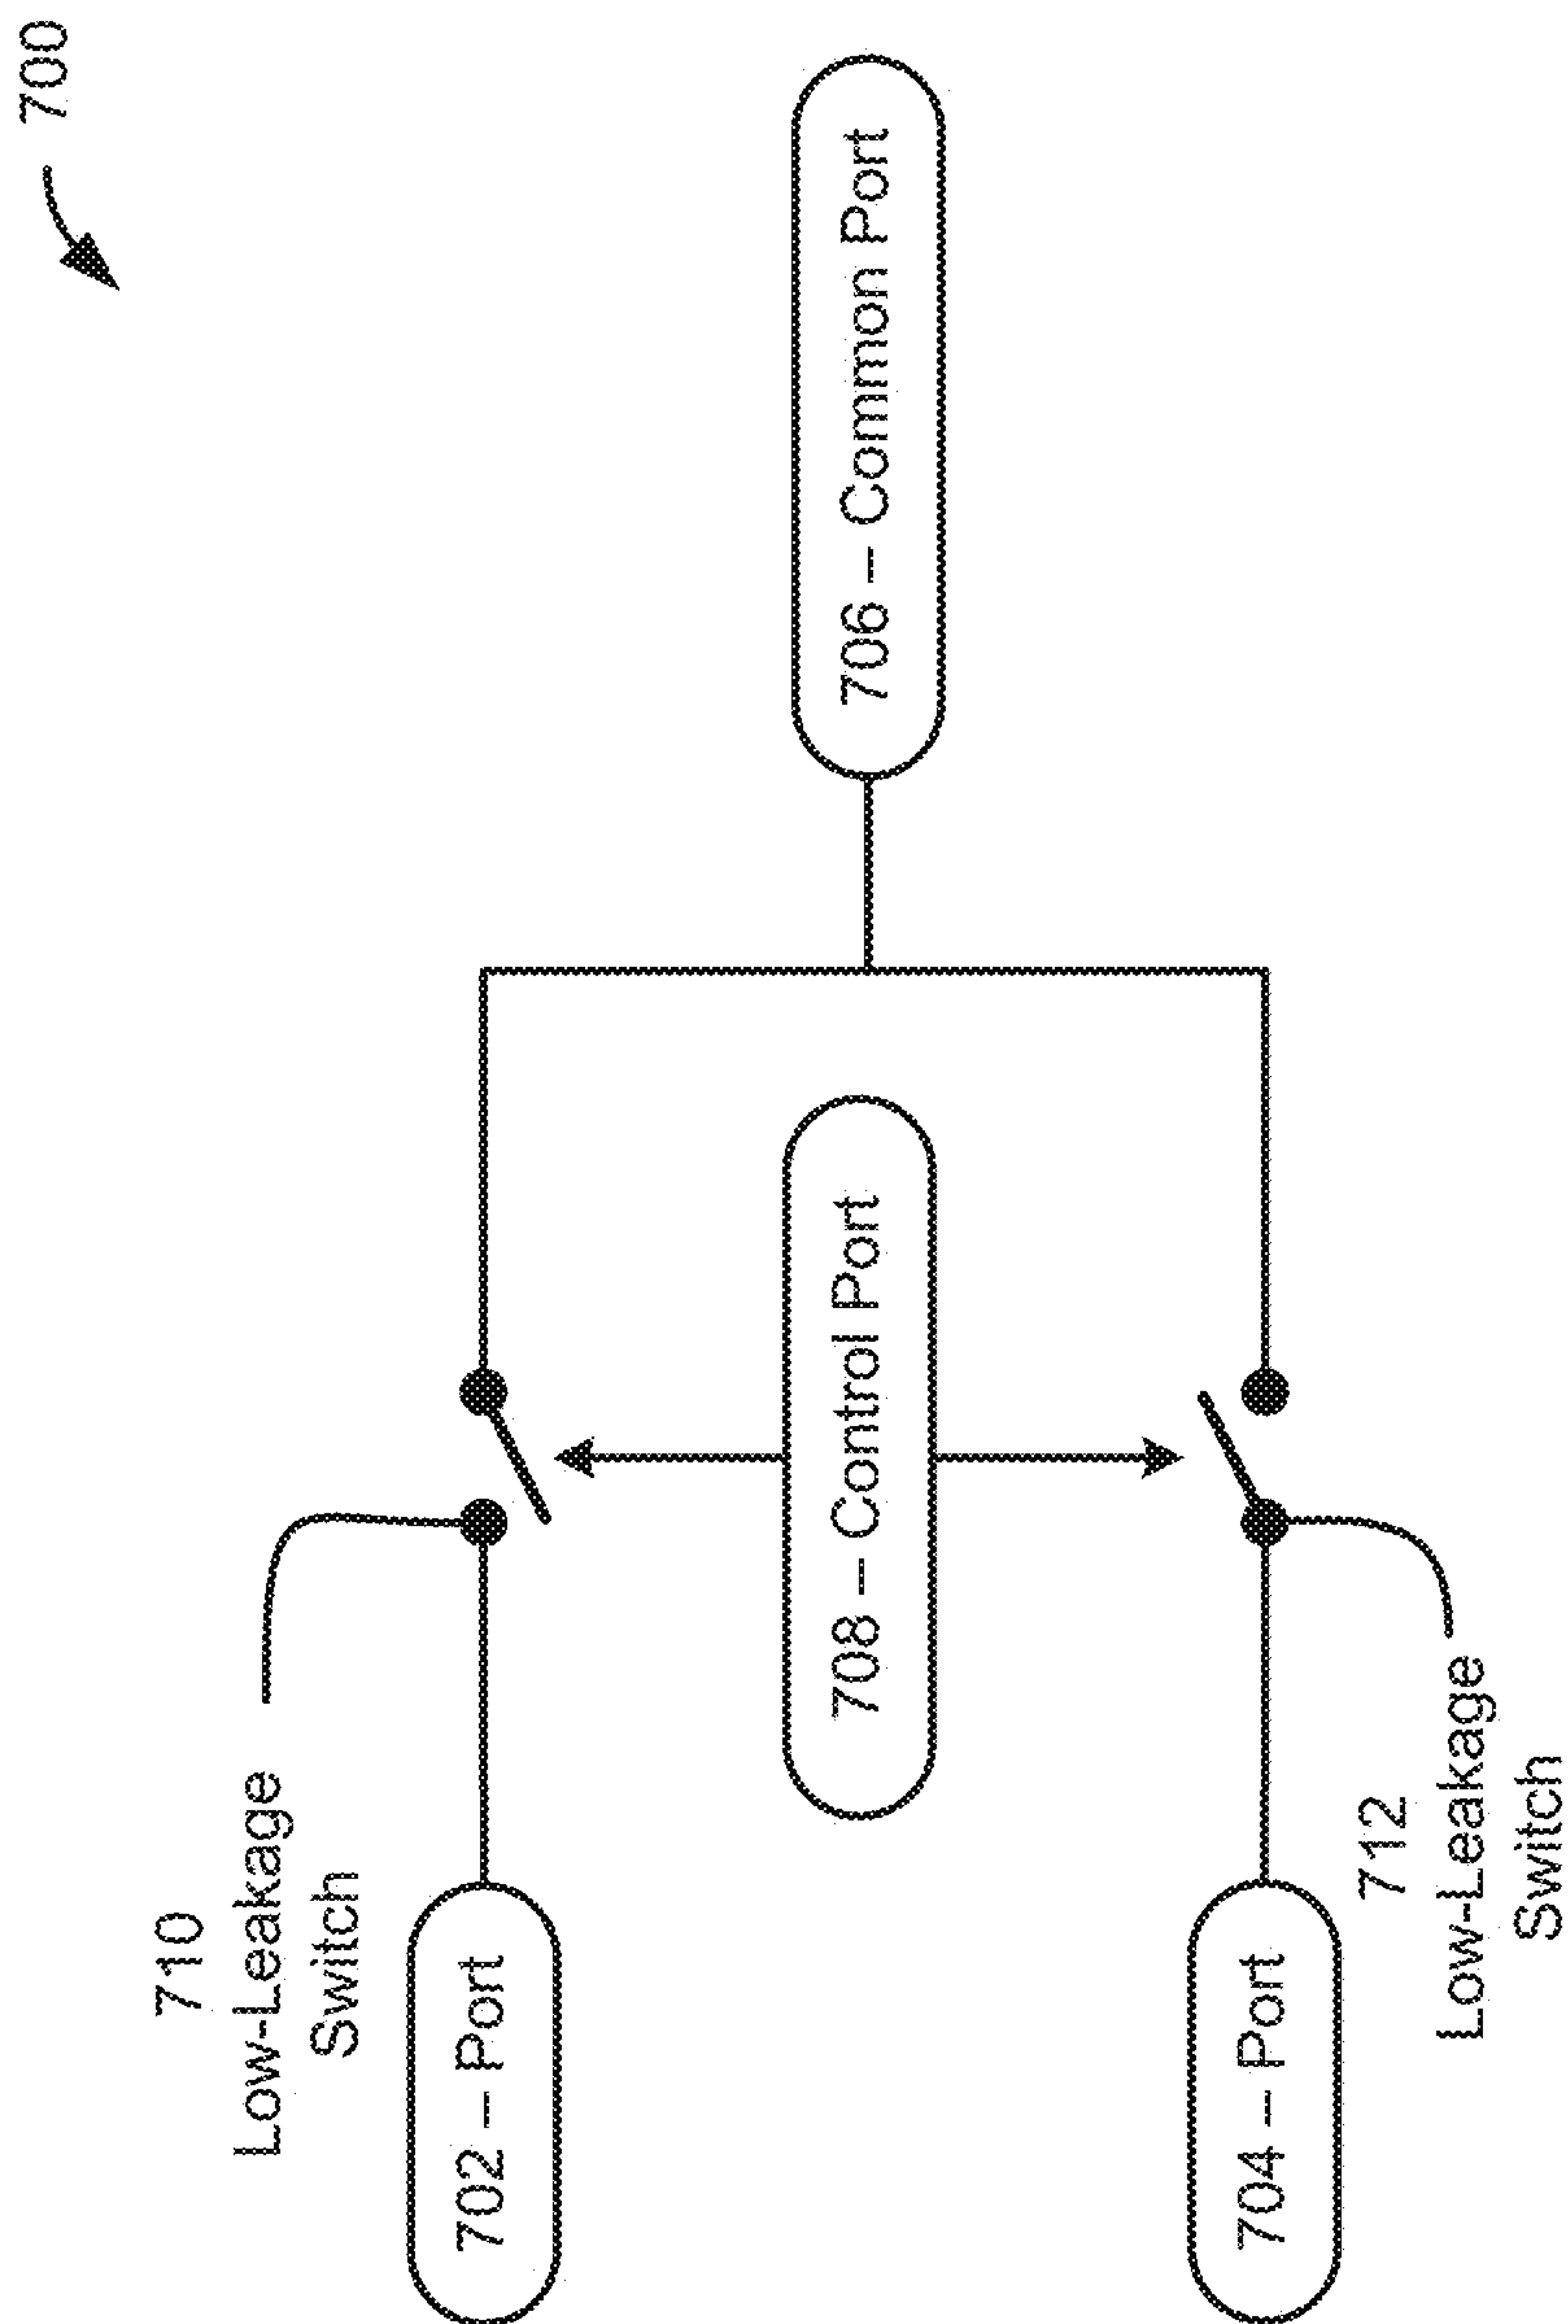 700
710
Low-Leakage
Switch
702 – Port
708 – Control Port
706 – Common Port
704 – Port
712
Low-Leakage
Switch